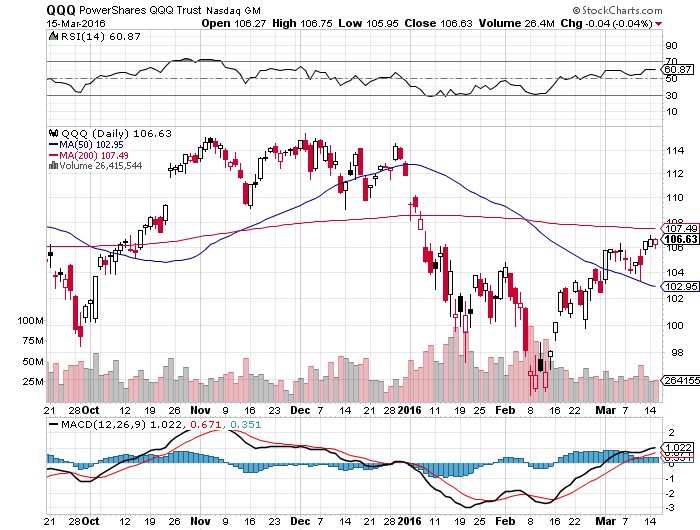 QQQ PowerShares QQQ Trust Nasdaq GM © StockCharts.com
15-Mar-2016 Open 106.27 High 106.75 Low 105.95 Close 106.63 Volume 26.4M Chg -0.04 (-0.04%)
RSI(14) 60.87
90
70
60.87
50
30
10
QQQ (Daily) 106.63
MA(50) 102.95
MA(200) 107.49
Volume 26,415,544
114
112
110
108
107.49
106.63
106
104
102.95
102
100
98
100M
75M
50M
25M
264155
21 28 Oct 12 19 26 Nov 9 16 23 Dec 7 14 21 28 2016 11 19 25 Feb 8 16 22 Mar 7 14
MACD(12,26,9) 1.022, 0.671, 0.351
2
1.022
0
-1
-2
-3
21 28 Oct 12 19 26 Nov 9 16 23 Dec 7 14 21 28 2016 11 19 25 Feb 8 16 22 Mar 7 14